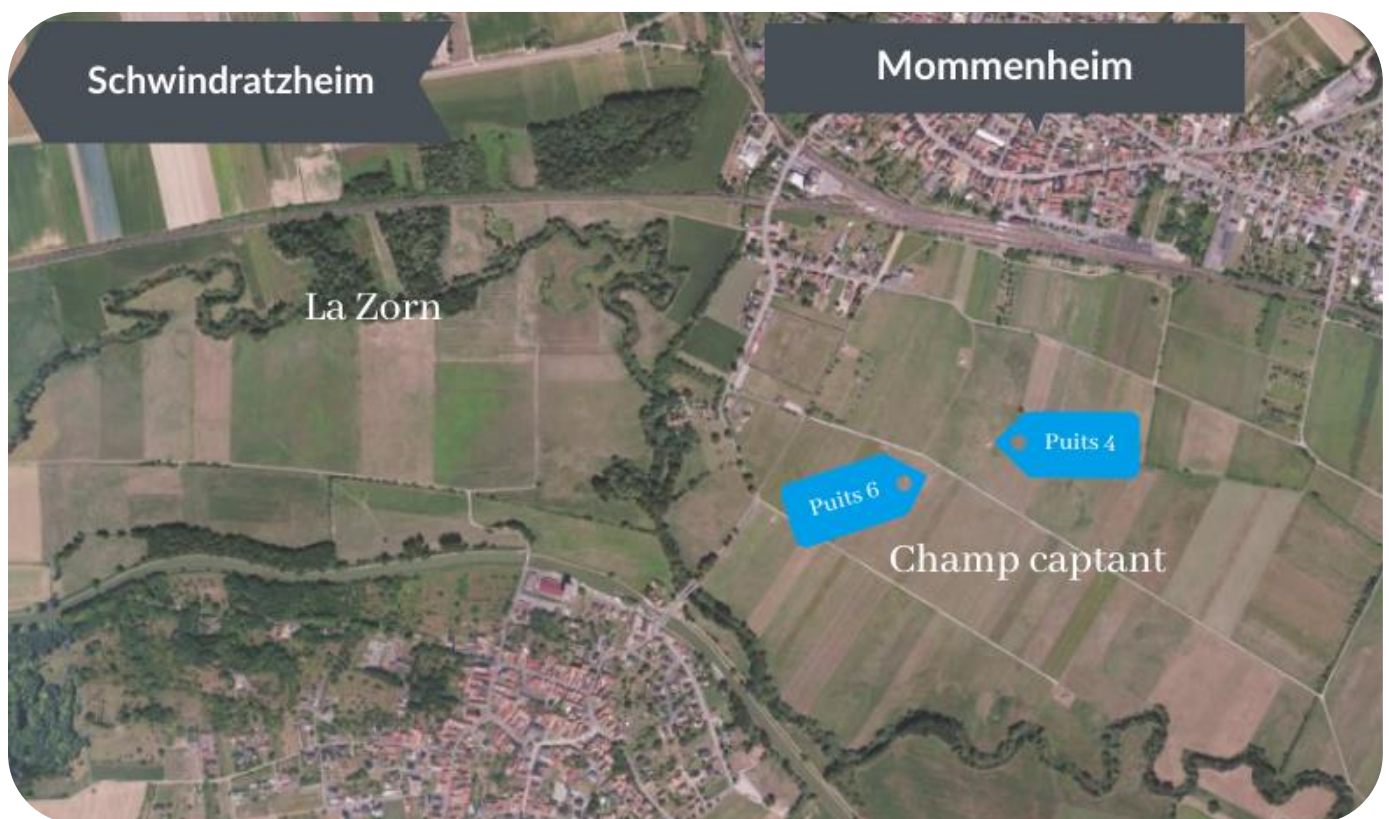 Schwindratzheim
Mommenheim
La Zorn
Puits 4
Puits 6
Champ captant